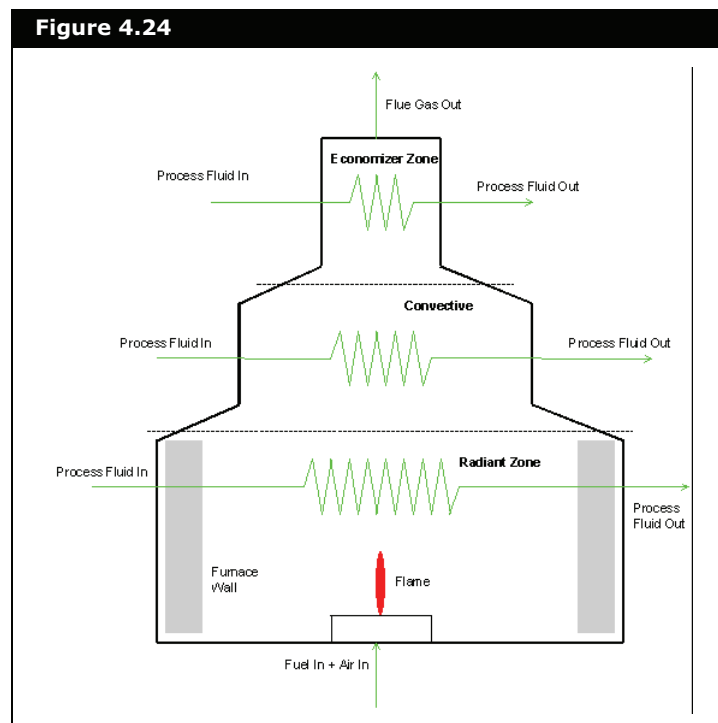 Figure 4.24
Flue Gas Out
Economizer Zone
Process Fluid In
Process Fluid Out
Convective
Process Fluid In
Process Fluid Out
Radiant Zone
Process Fluid In
Process
Fluid Out
Furnace
Wall
Flame
Fuel In + Air In